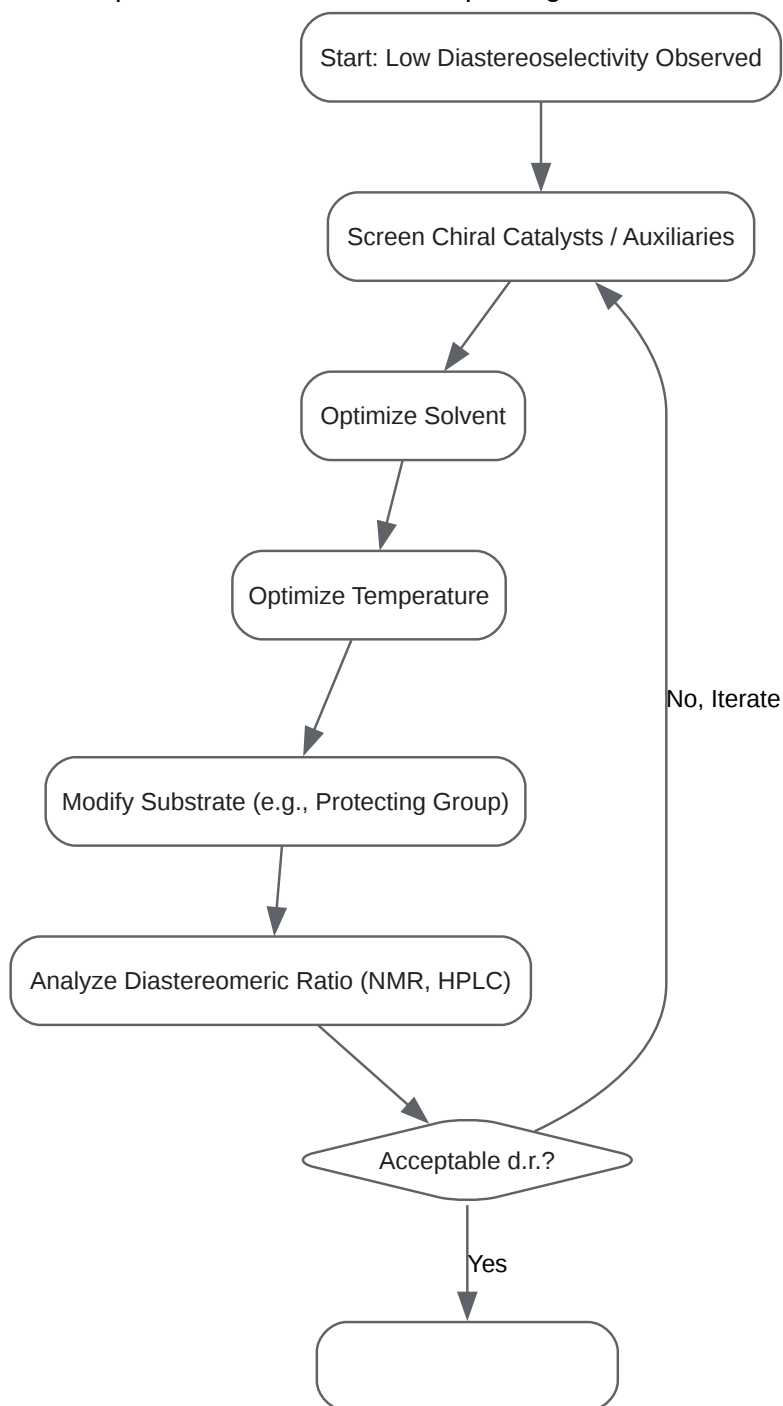 Start: Low Diastereoselectivity Observed
Screen Chiral Catalysts / Auxiliaries
Optimize Solvent
Optimize Temperature
No, Iterate
Modify Substrate (e.g., Protecting Group)
Analyze Diastereomeric Ratio (NMR, HPLC)
Acceptable d.r.?
Yes